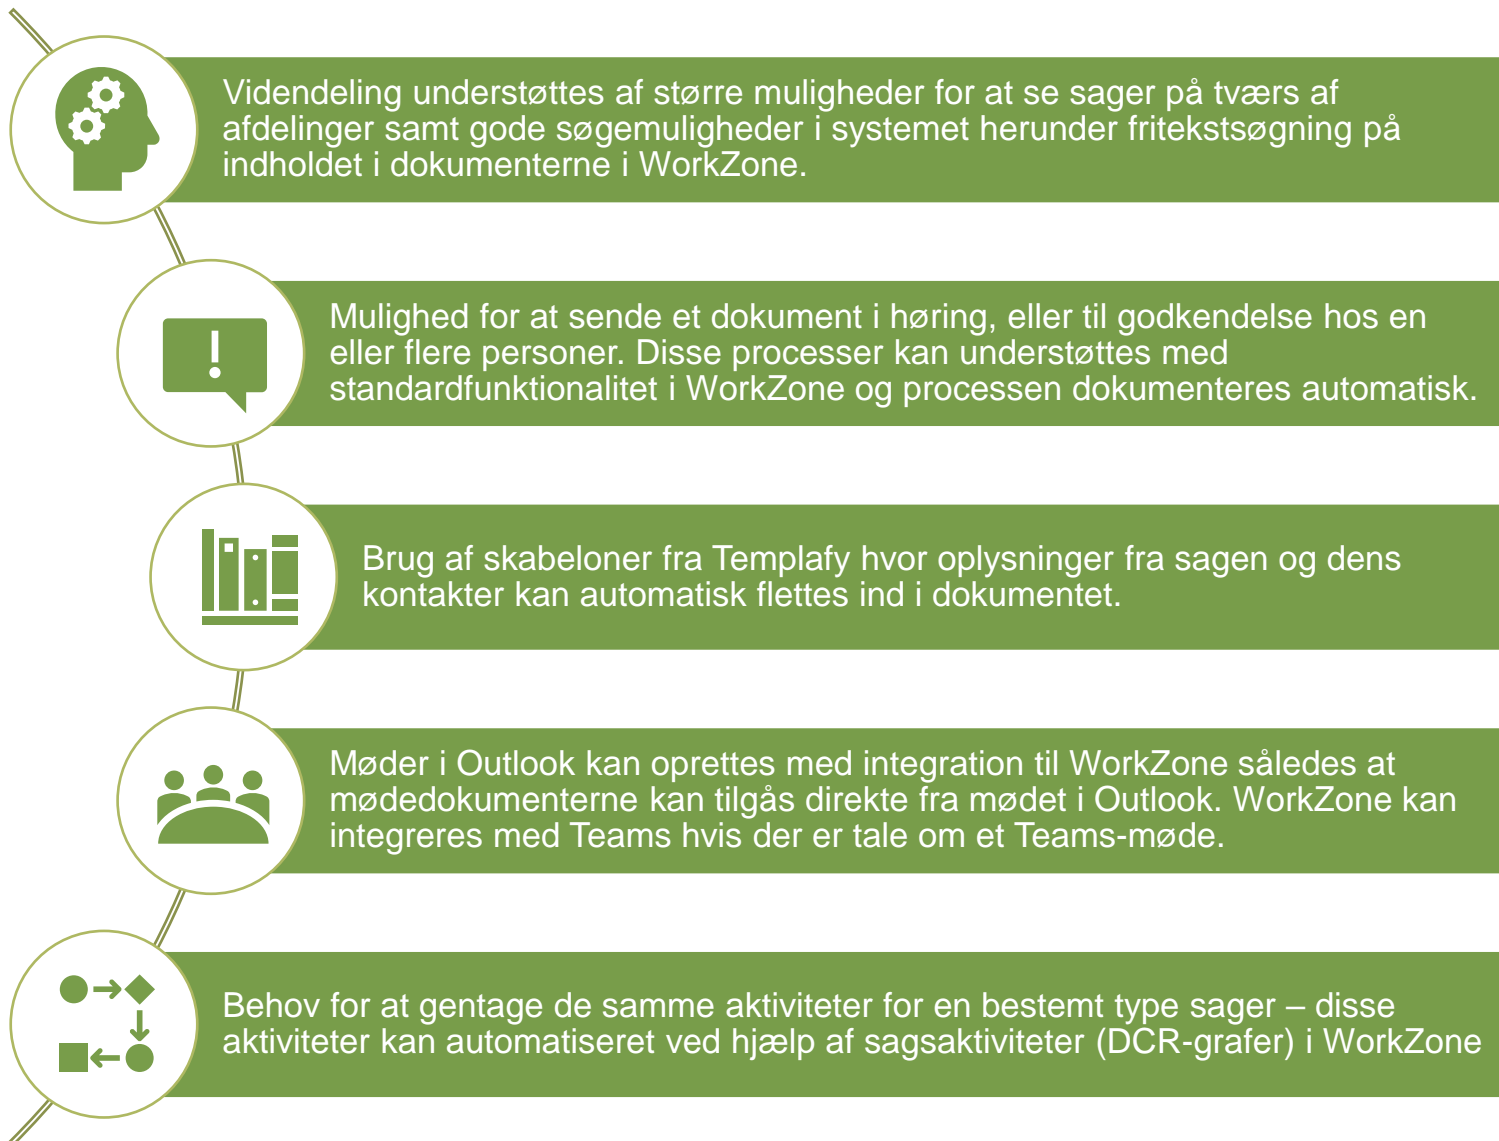 Videndeling understøttes af større muligheder for at se sager på tværs af
afdelinger samt gode søgemuligheder i systemet herunder fritekstsøgning på
indholdet i dokumenterne i WorkZone.
Mulighed for at sende et dokument i høring, eller til godkendelse hos en
eller flere personer. Disse processer kan understøttes med
standardfunktionalitet i WorkZone og processen dokumenteres automatisk.
Brug af skabeloner fra Templafy hvor oplysninger fra sagen og dens
kontakter kan automatisk flettes ind i dokumentet.
Møder i Outlook kan oprettes med integration til WorkZone således at
mødedokumenterne kan tilgås direkte fra mødet i Outlook. WorkZone kan
integreres med Teams hvis der er tale om et Teams-møde.
Behov for at gentage de samme aktiviteter for en bestemt type sager – disse
aktiviteter kan automatiseret ved hjælp af sagsaktiviteter (DCR-grafer) i WorkZone